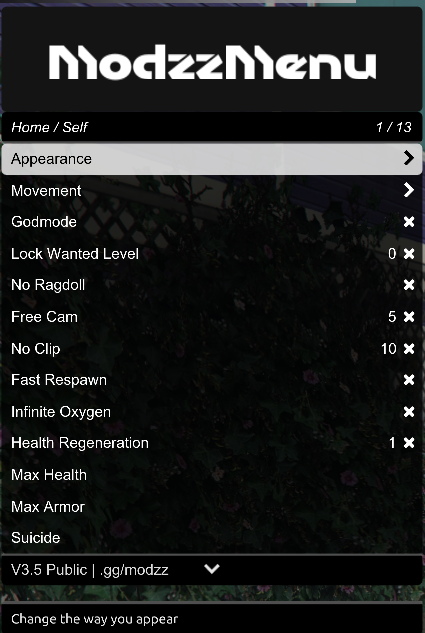 ModzzMenu
Home / Self 1 / 13
Appearance
Movement
Godmode
Lock Wanted Level 0
No Ragdoll
Free Cam 5
No Clip 10
Fast Respawn
Infinite Oxygen
Health Regeneration 1
Max Health
Max Armor
Suicide
V3.5 Public | .gg/modzz
Change the way you appear